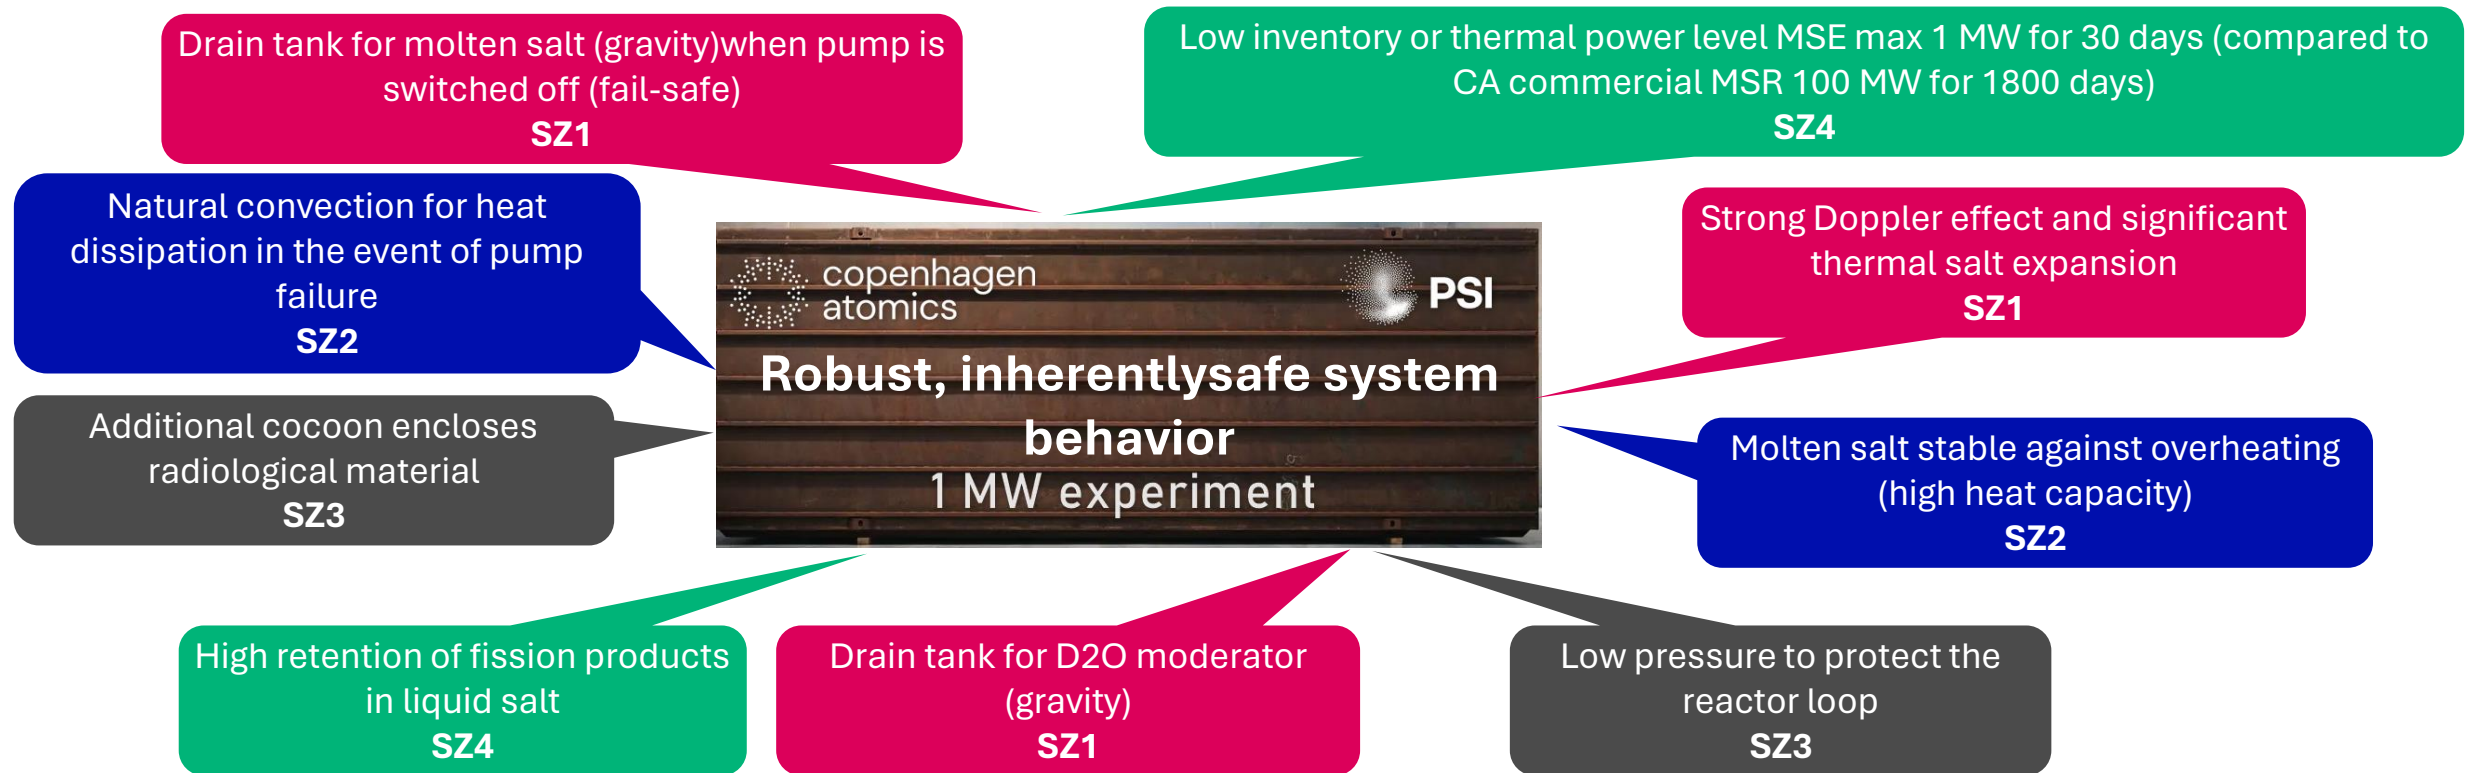 Drain tank for molten salt (gravity)when pump is
switched off (fail-safe)
SZ1
Low inventory or thermal power level MSE max 1 MW for 30 days (compared to
CA commercial MSR 100 MW for 1800 days)
SZ4
Natural convection for heat
dissipation in the event of pump
failure
SZ2
Strong Doppler effect and significant
thermal salt expansion
SZ1
copenhagen
atomics
PSI
Robust, inherentlysafe system
behavior
1 MW experiment
Additional cocoon encloses
radiological material
SZ3
Molten salt stable against overheating
(high heat capacity)
SZ2
High retention of fission products
in liquid salt
SZ4
Drain tank for D2O moderator
(gravity)
SZ1
Low pressure to protect the
reactor loop
SZ3